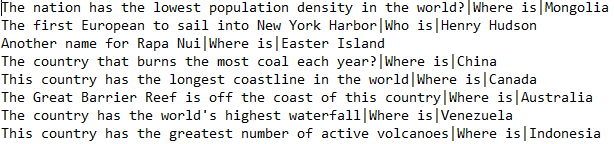 The nation has the lowest population density in the world?|Where is|Mongolia
The first European to sail into New York Harbor|Who is|Henry Hudson
Another name for Rapa Nui|Where is|Easter Island
The country that burns the most coal each year?|Where is|China
This country has the longest coastline in the world|Where is|Canada
The Great Barrier Reef is off the coast of this country|Where is|Australia
The country has the world's highest waterfall|Where is|Venezuela
This country has the greatest number of active volcanoes|Where is|Indonesia